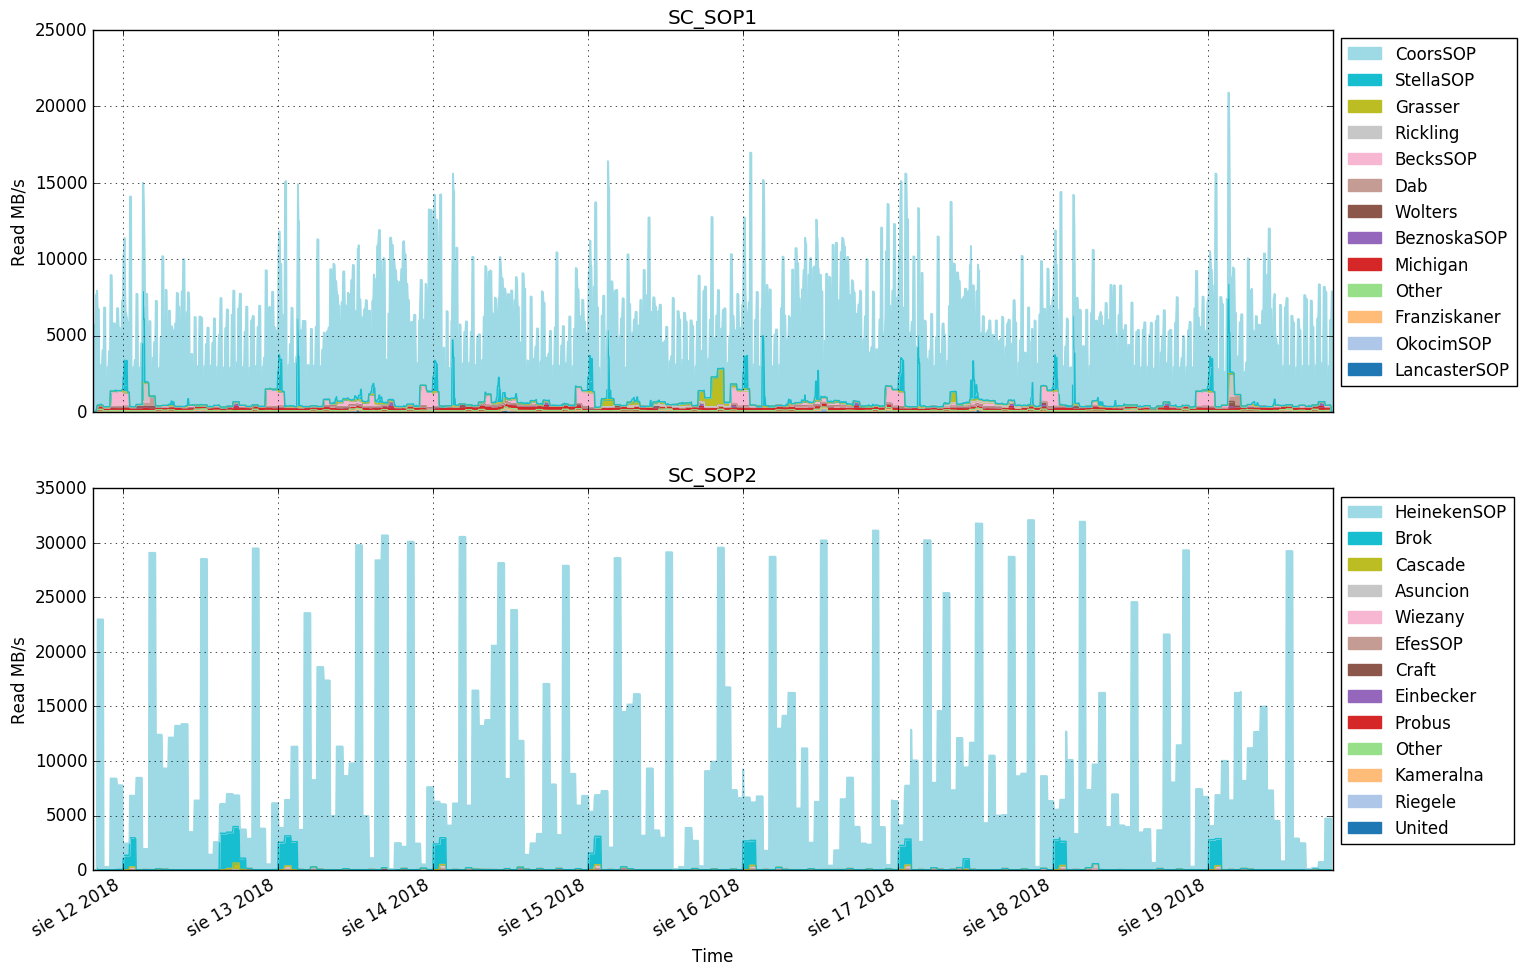 SC_SOP1
25000
20000
15000
10000
5000
0
Read MB/s
CoorsSOP
StellaSOP
Grasser
Rickling
BecksSOP
Dab
Wolters
BeznoskaSOP
Michigan
Other
Franziskaner
OkocimSOP
LancasterSOP
SC_SOP2
35000
30000
25000
20000
15000
10000
5000
0
Read MB/s
HeinekenSOP
Brok
Cascade
Asuncion
Wiezany
EfesSOP
Craft
Einbecker
Probus
Other
Kameralna
Riegele
United
sie 12 2018
sie 13 2018
sie 14 2018
sie 15 2018
sie 16 2018
sie 17 2018
sie 18 2018
sie 19 2018
Time